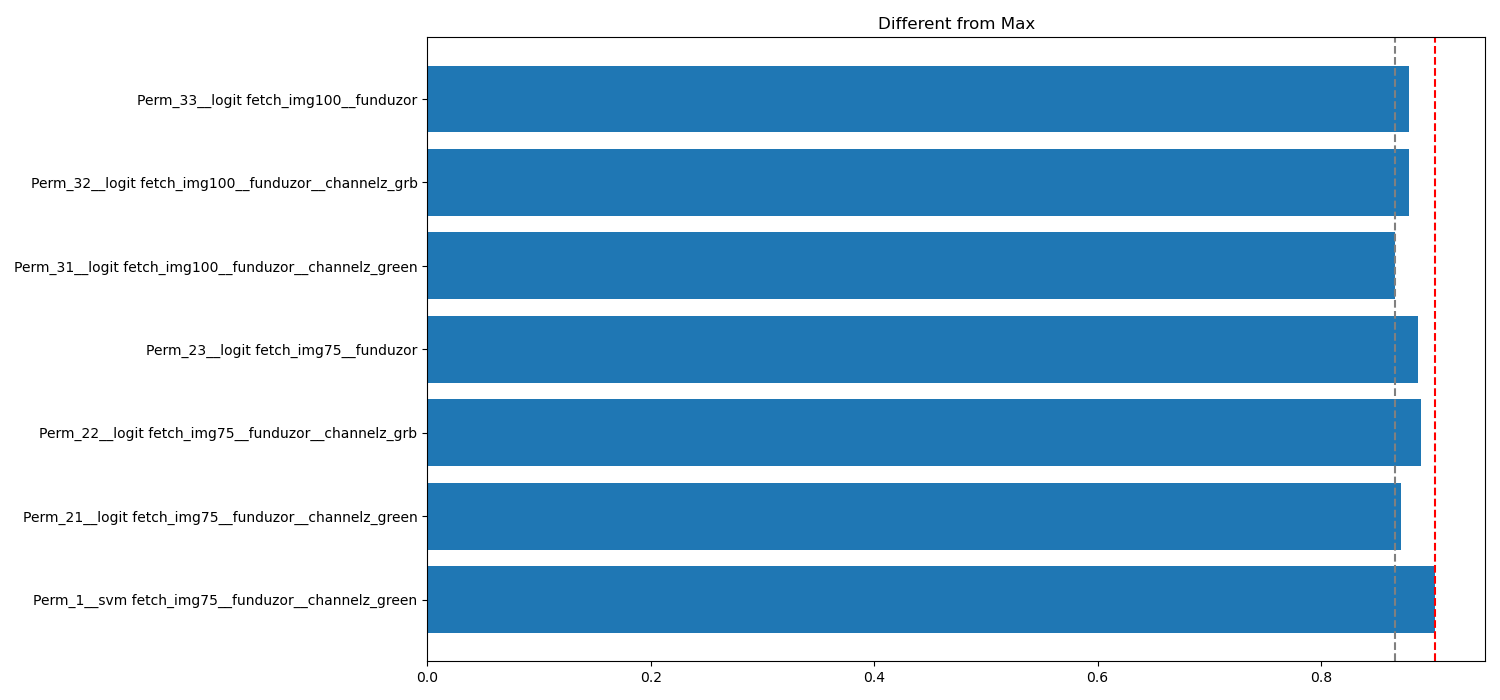 Different from Max
Perm_33__logit fetch_img100__funduzor
Perm_32__logit fetch_img100__funduzor__channelz_grb
Perm_31__logit fetch_img100__funduzor__channelz_green
Perm_23__logit fetch_img75__funduzor
Perm_22__logit fetch_img75__funduzor__channelz_grb
Perm_21__logit fetch_img75__funduzor__channelz_green
Perm_1__svm fetch_img75__funduzor__channelz_green
0.0 0.2 0.4 0.6 0.8